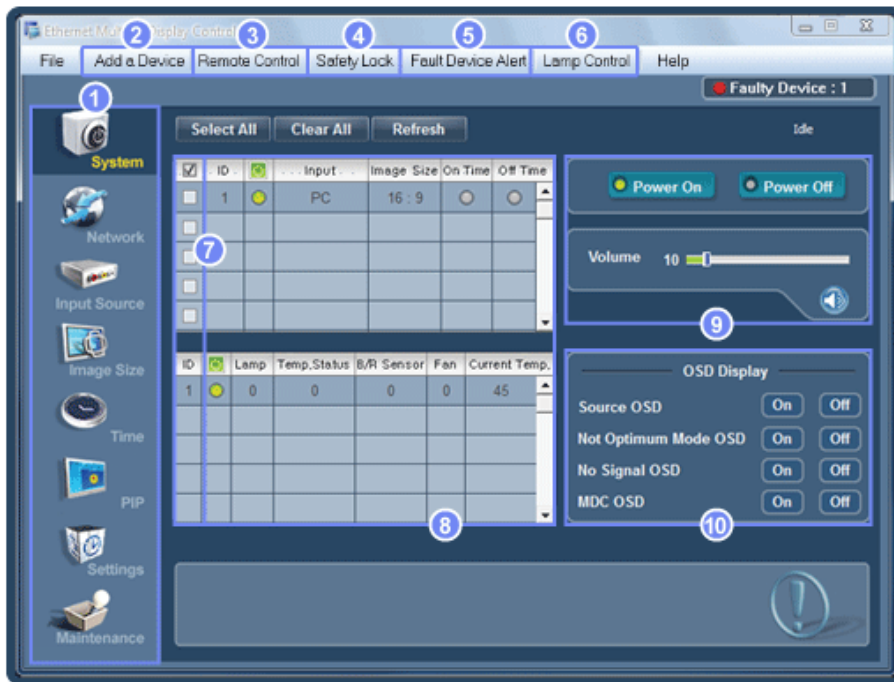 Ethernet Mu
play Control
2 3 4 5 6
File Add a Device Remote Control Safety Lock Fault Device Alert Lamp Control Help
Faulty Device : 1
1
System
Network
Input Source
Image Size
Time
PIP
Settings
Maintenance
Select All Clear All Refresh Idle
ID Input Image Size On Time Off Time
1 PC 16 : 9
7
ID Lamp Temp.Status B/R Sensor Fan Current Temp.
1 0 0 0 0 45
8
Power On Power Off
Volume 10
9
OSD Display
Source OSD On Off
Not Optimum Mode OSD On Off
No Signal OSD On Off
MDC OSD On Off
10